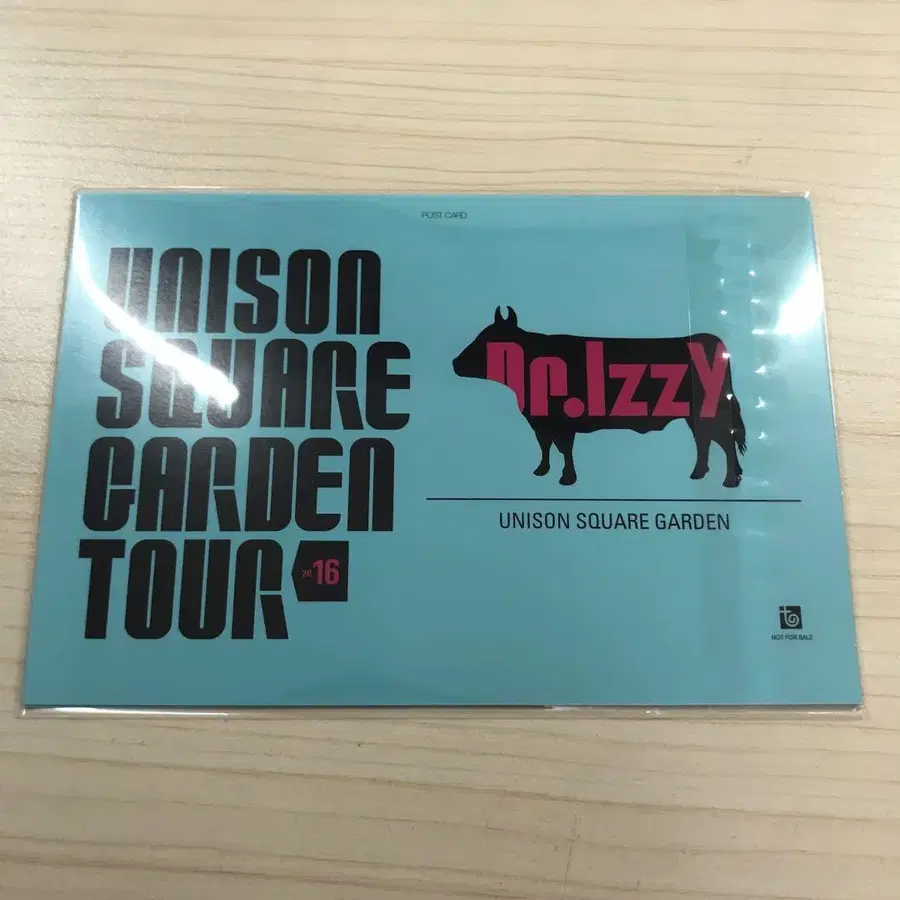 POST CARD
UNISON
SQUARE
GARDEN
TOUR 2016
Dr.Izzy
UNISON SQUARE GARDEN
NOT FOR SALE